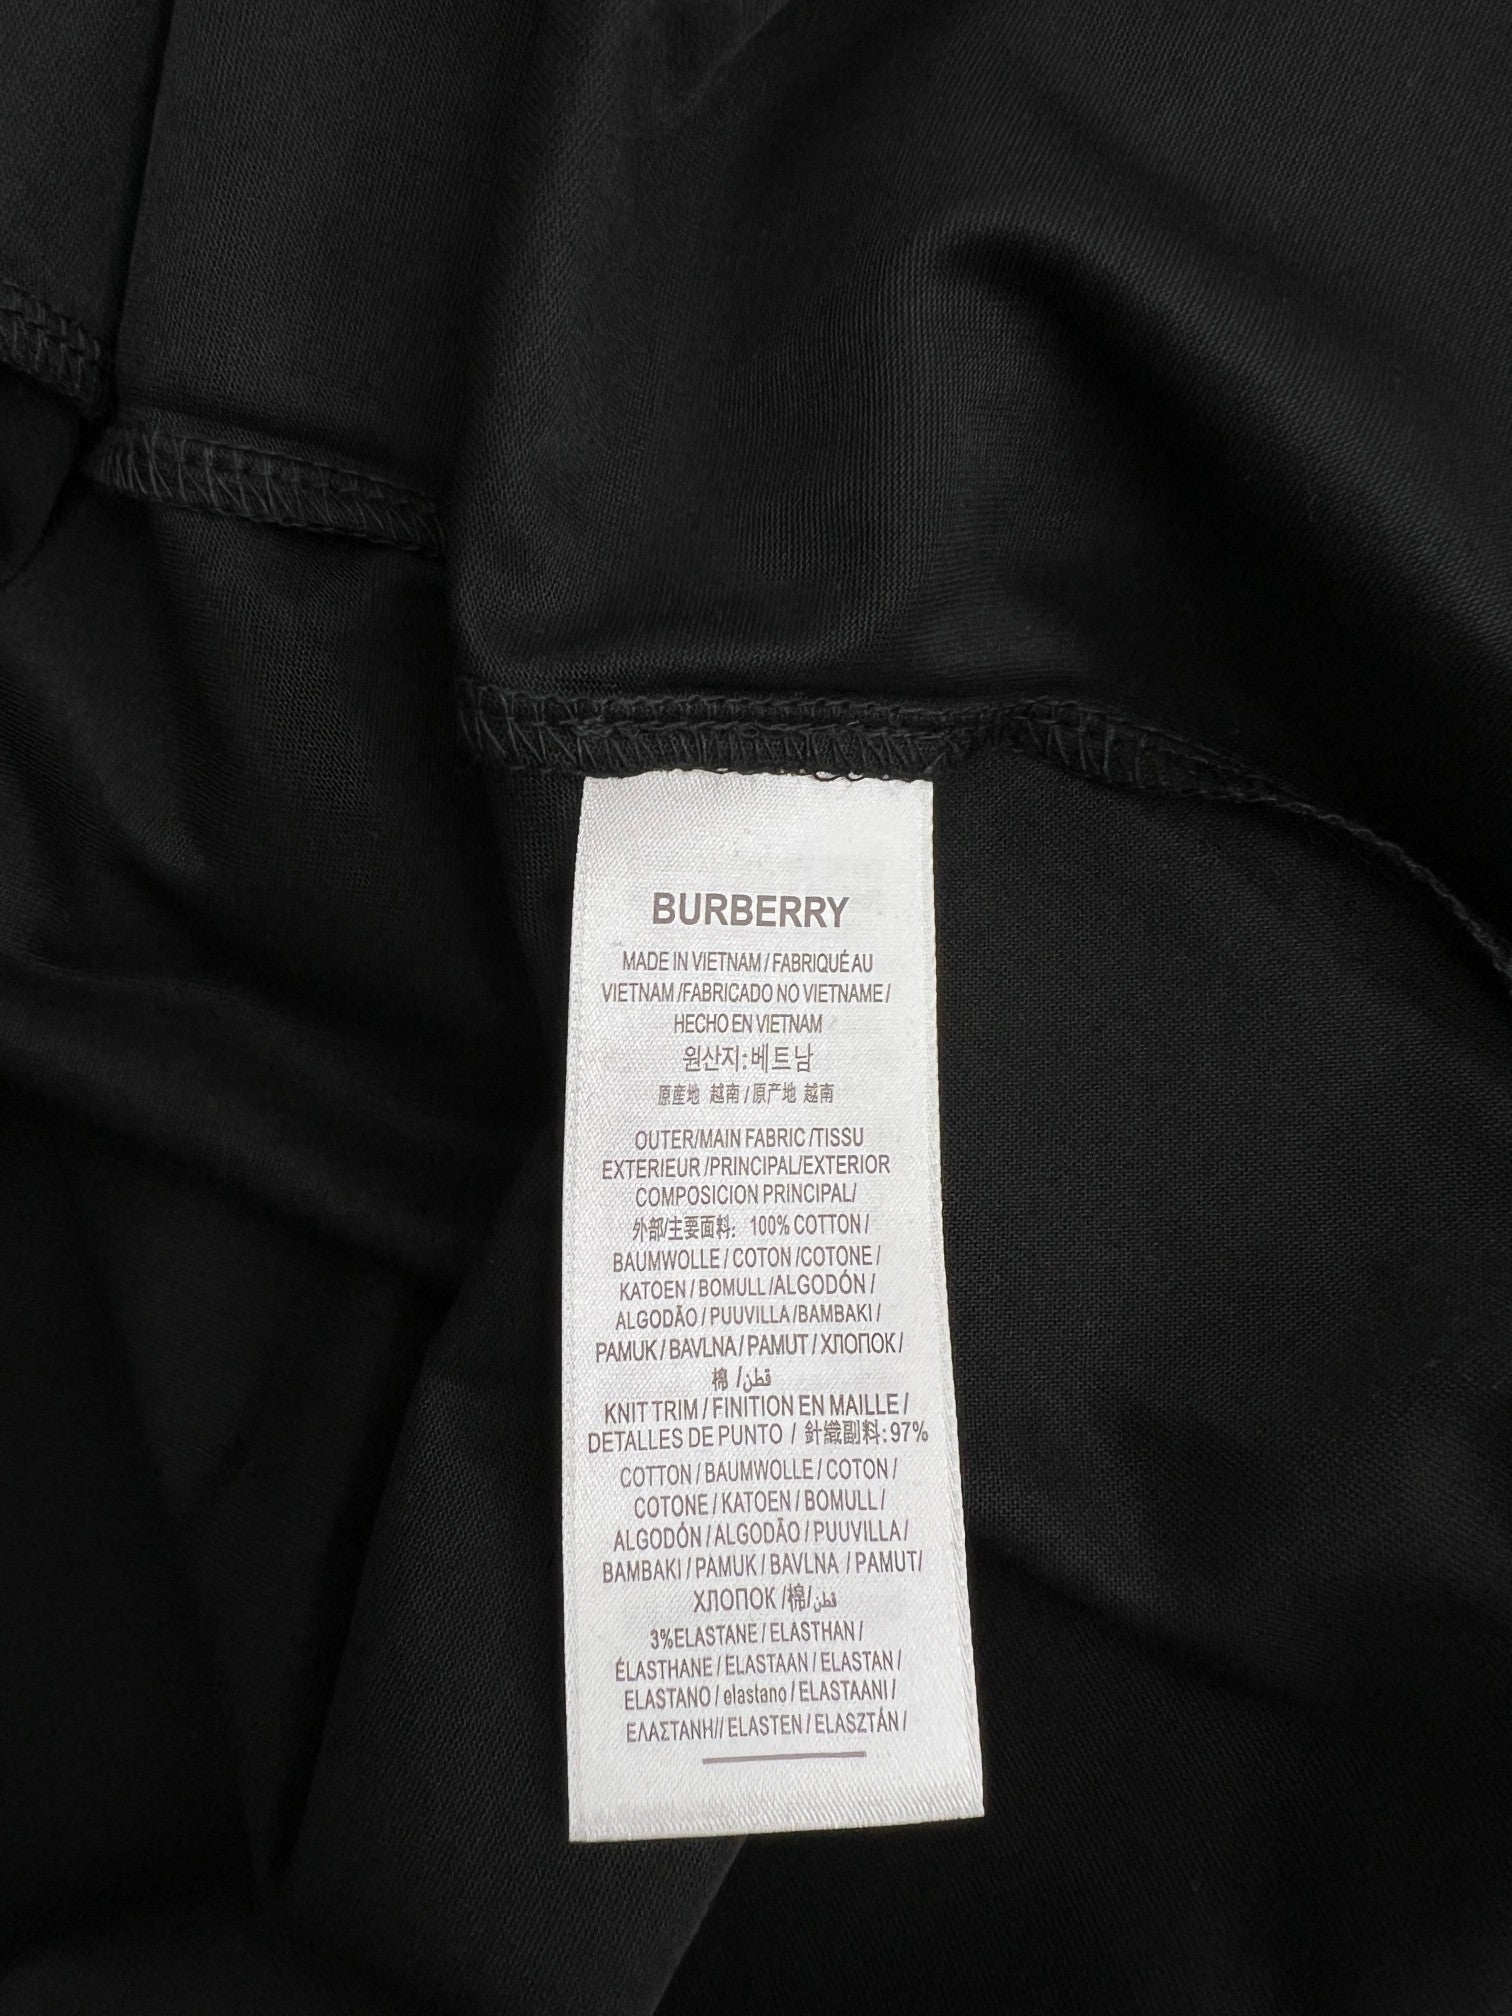 BURBERRY
MADE IN VIETNAM / FABRIQUÉ AU
VIETNAM /FABRICADO NO VIETNAME /
HECHO EN VIETNAM
원산지:베트남
原産地 越南 / 原产地 越南
OUTER/MAIN FABRIC /TISSU
EXTERIEUR /PRINCIPAL/EXTERIOR
COMPOSICION PRINCIPAL/
外部/主要面料: 100% COTTON /
BAUMWOLLE / COTON /COTONE /
KATOEN / BOMULL /ALGODÓN /
ALGODÃO / PUUVILLA /BAMBAKI /
PAMUK / BAVLNA / PAMUT / ХЛОПОК /
棉 /قطن
KNIT TRIM / FINITION EN MAILLE /
DETALLES DE PUNTO / 針織副料: 97%
COTTON / BAUMWOLLE / COTON /
COTONE / KATOEN / BOMULL /
ALGODÓN / ALGODÃO / PUUVILLA /
BAMBAKI / PAMUK / BAVLNA / PAMUT/
ХЛОПОК /棉/قطن
3%ELASTANE / ELASTHAN /
ÉLASTHANE / ELASTAAN / ELASTAN /
ELASTANO / elastano / ELASTAANI /
ΕΛΑΣΤΑΝΗ// ELASTEN / ELASZTÁN /